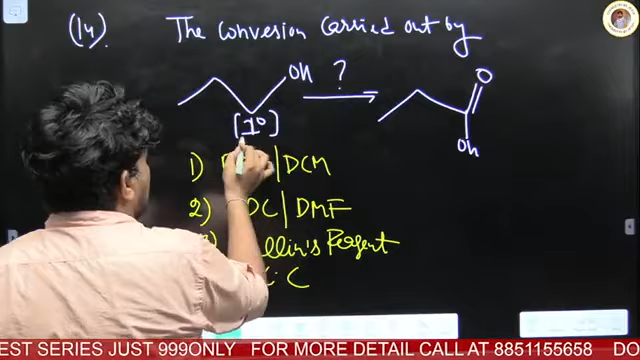 (14). The convesion carried out by
OH ? O
[1°] OH
1) | DCM
2) DC | DMF
Reagent
C
EST SERIES JUST 999ONLY FOR MORE DETAIL CALL AT 8851155658 DO